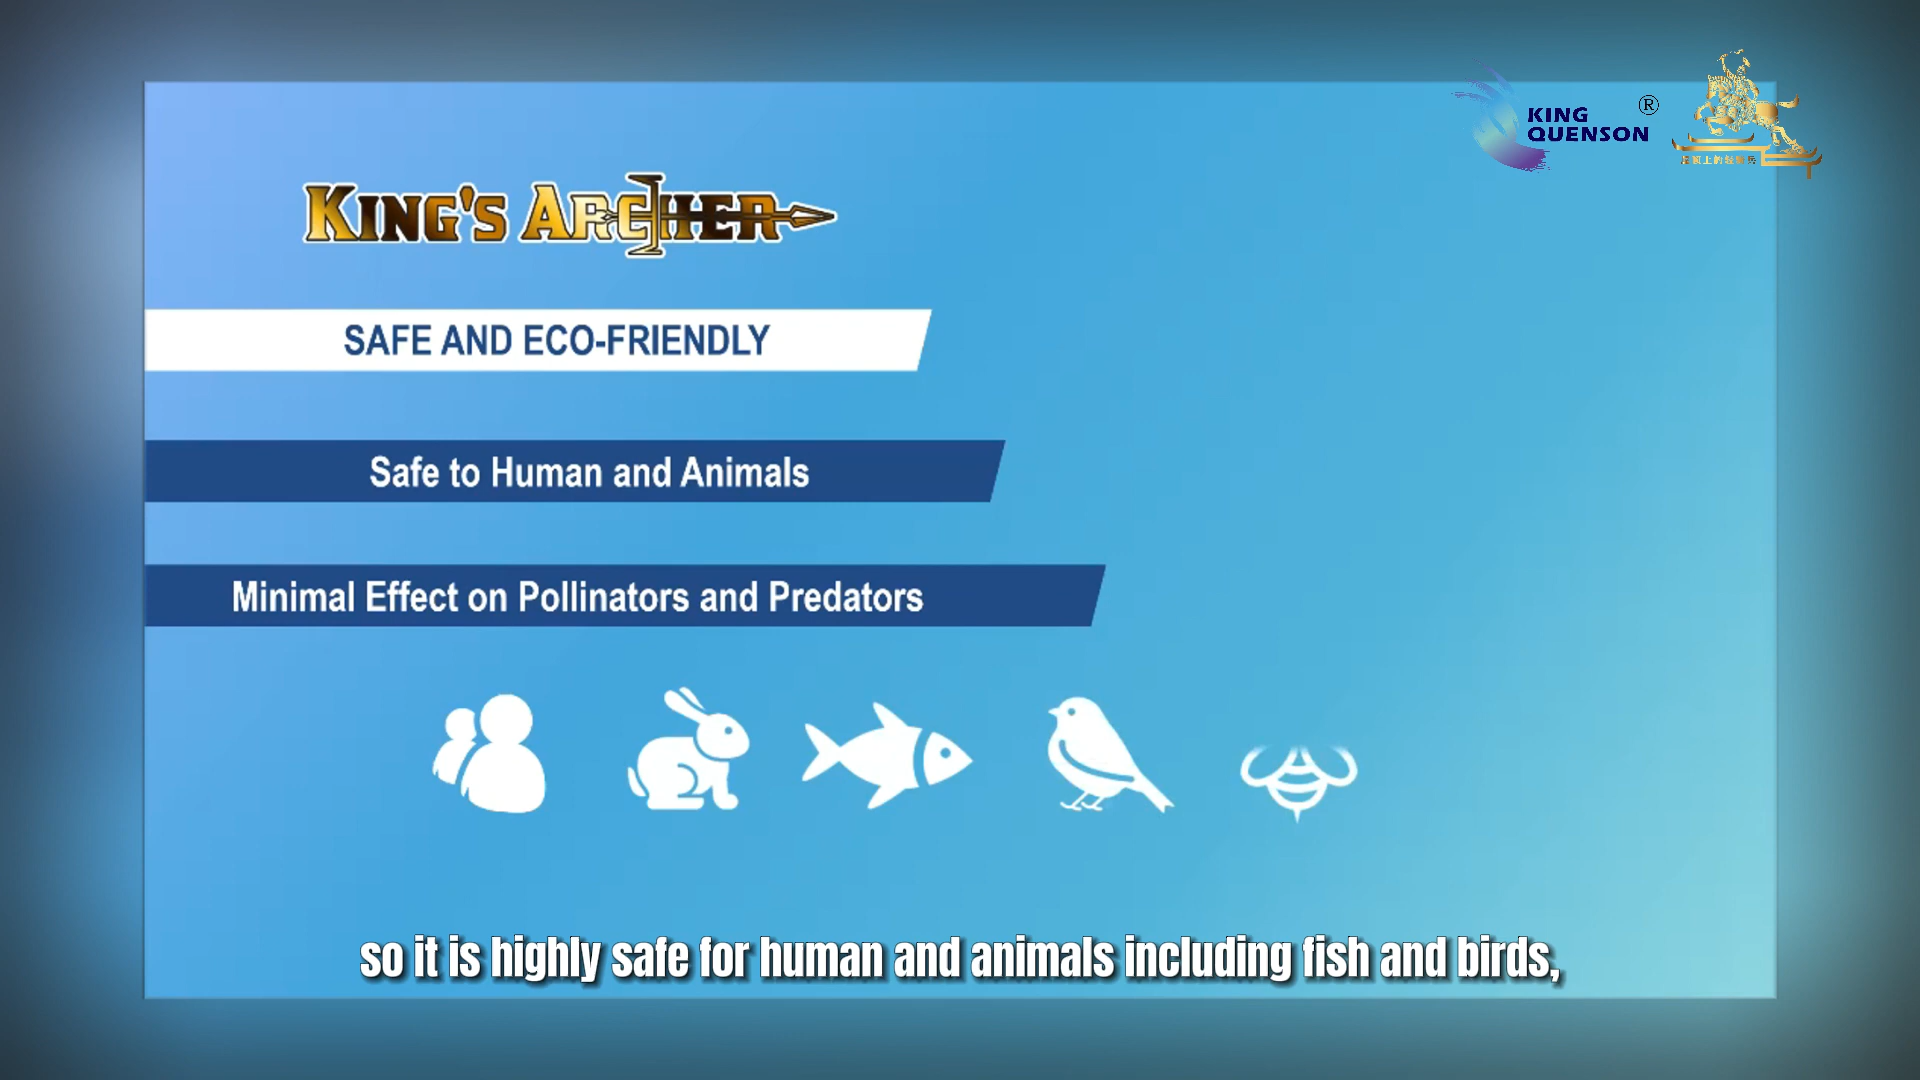 KING
QUENSON
®
KING'S ARCHER
SAFE AND ECO-FRIENDLY
Safe to Human and Animals
Minimal Effect on Pollinators and Predators
so it is highly safe for human and animals including fish and birds,